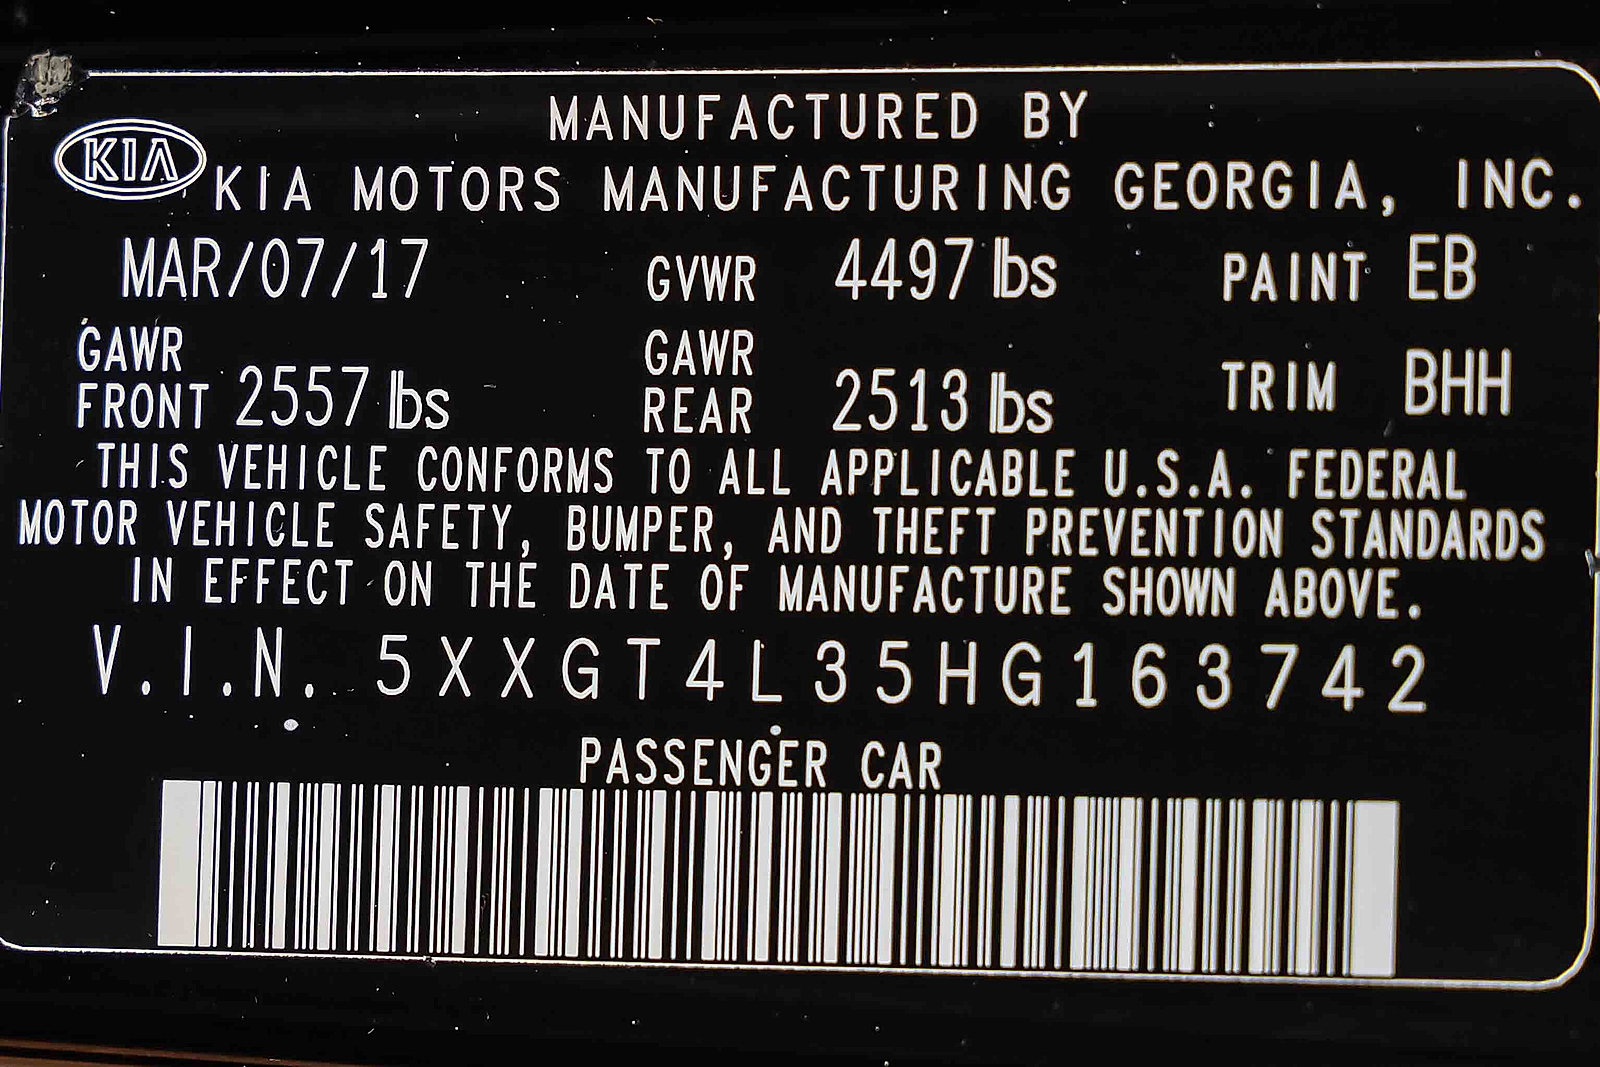 MANUFACTURED BY
KIA KIA MOTORS MANUFACTURING GEORGIA, INC.
MAR/07/17 GVWR 4497 lbs PAINT EB
GAWR FRONT 2557 lbs GAWR REAR 2513 lbs TRIM BHH
THIS VEHICLE CONFORMS TO ALL APPLICABLE U.S.A. FEDERAL
MOTOR VEHICLE SAFETY, BUMPER, AND THEFT PREVENTION STANDARDS
IN EFFECT ON THE DATE OF MANUFACTURE SHOWN ABOVE.
V.I.N. 5XXGT4L35HG163742
PASSENGER CAR